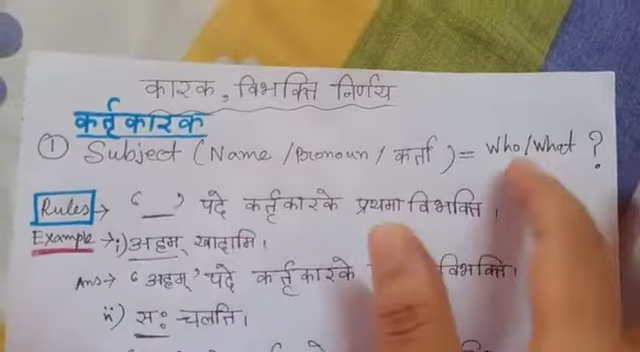 कारक, विभक्ति निर्णय
कर्तृकारक
① Subject (Name/Pronoun/कर्ता) = Who/What ?
Rules → ‘__’ पदे कर्तृकारके प्रथमा विभक्ति ।
Example → i) अहम् खादामि ।
Ans → ‘अहम्’ पदे कर्तृकारके विभक्ति ।
ii) सः चलति ।